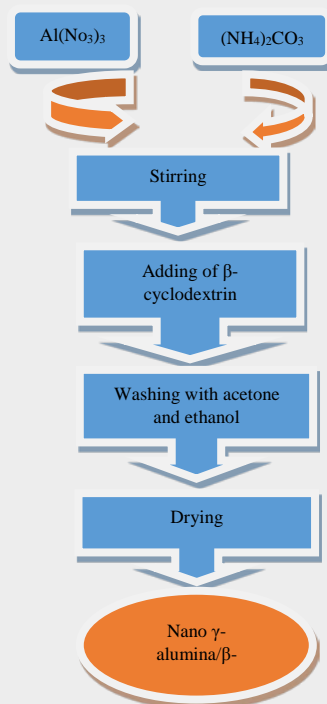 Al(No₃)₃
(NH₄)₂CO₃
Stirring
Adding of β-
cyclodextrin
Washing with acetone
and ethanol
Drying
Nano γ-
alumina/β-